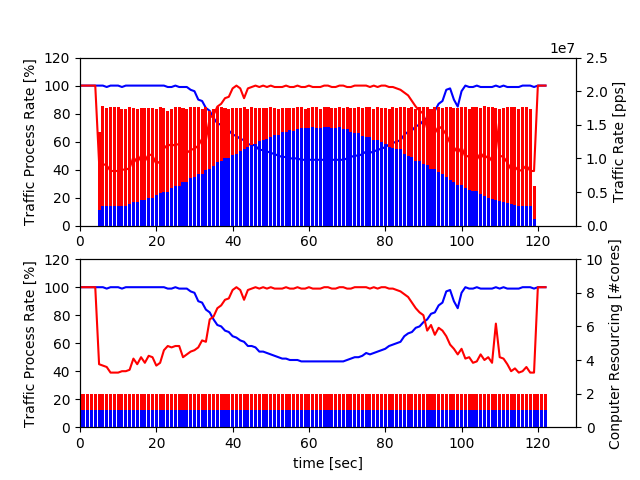 1e7
120 2.5
100 2.0
80 1.5
60
40 1.0
20 0.5
0 0.0
Traffic Process Rate [%]
Traffic Rate [pps]
0 20 40 60 80 100 120
120 10
100 8
80 6
60
40 4
20 2
0 0
Traffic Process Rate [%]
Computer Resourcing [#cores]
0 20 40 60 80 100 120
time [sec]